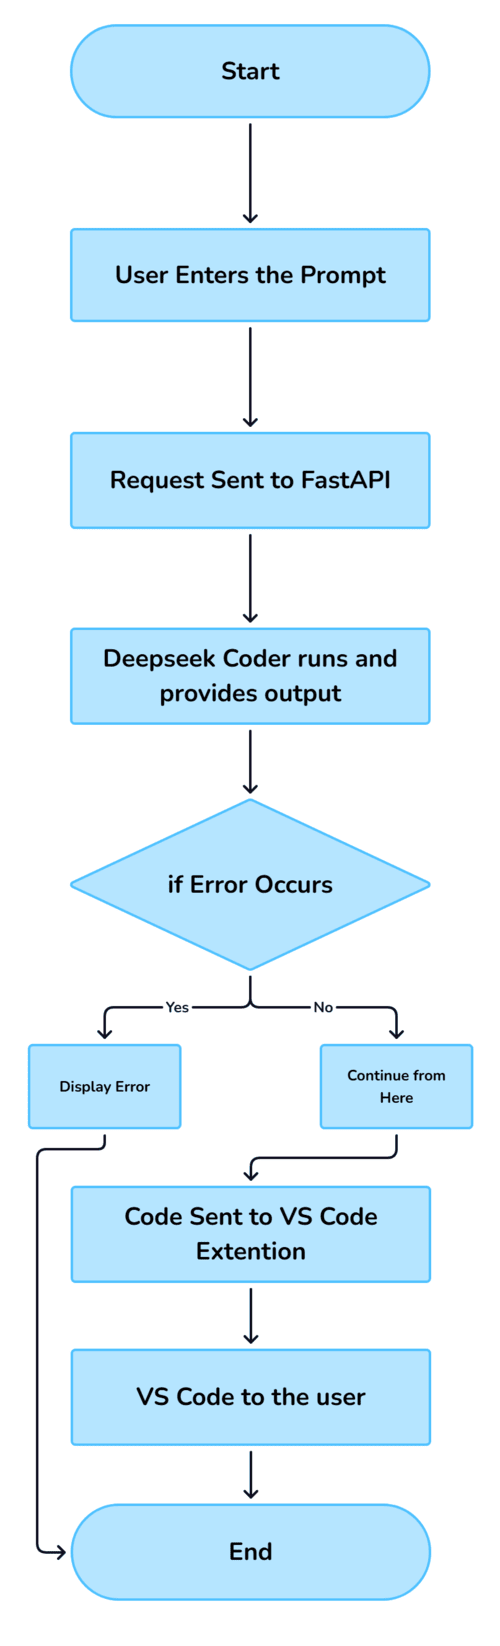 Start
User Enters the Prompt
Request Sent to FastAPI
Deepseek Coder runs and
provides output
if Error Occurs
Yes
No
Display Error
Continue from
Here
Code Sent to VS Code
Extention
VS Code to the user
End